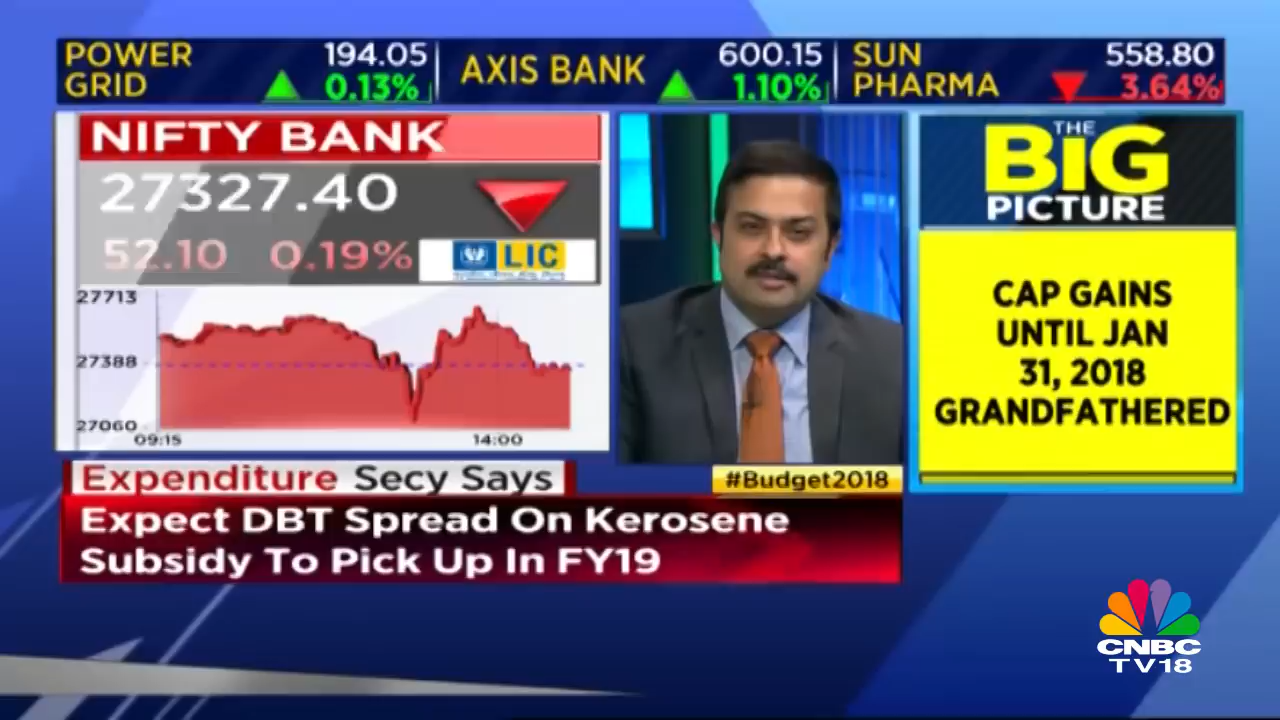 POWER GRID 194.05 0.13%
AXIS BANK 600.15 1.10%
SUN PHARMA 558.80 3.64%
NIFTY BANK
27327.40
52.10 0.19%
LIC
27713
27388
27060
09:15 14:00
THE
BIG
PICTURE
CAP GAINS
UNTIL JAN
31, 2018
GRANDFATHERED
#Budget2018
Expenditure Secy Says
Expect DBT Spread On Kerosene
Subsidy To Pick Up In FY19
CNBC
TV18